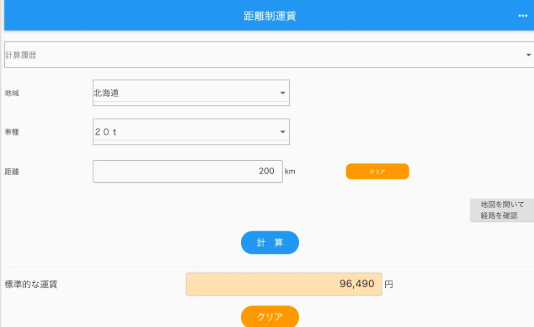 距離制運賃 ...
計算履歴
地域 北海道
車種 20t
距離 200 km クリア
地図を開いて
経路を確認
計 算
標準的な運賃 96,490 円
クリア